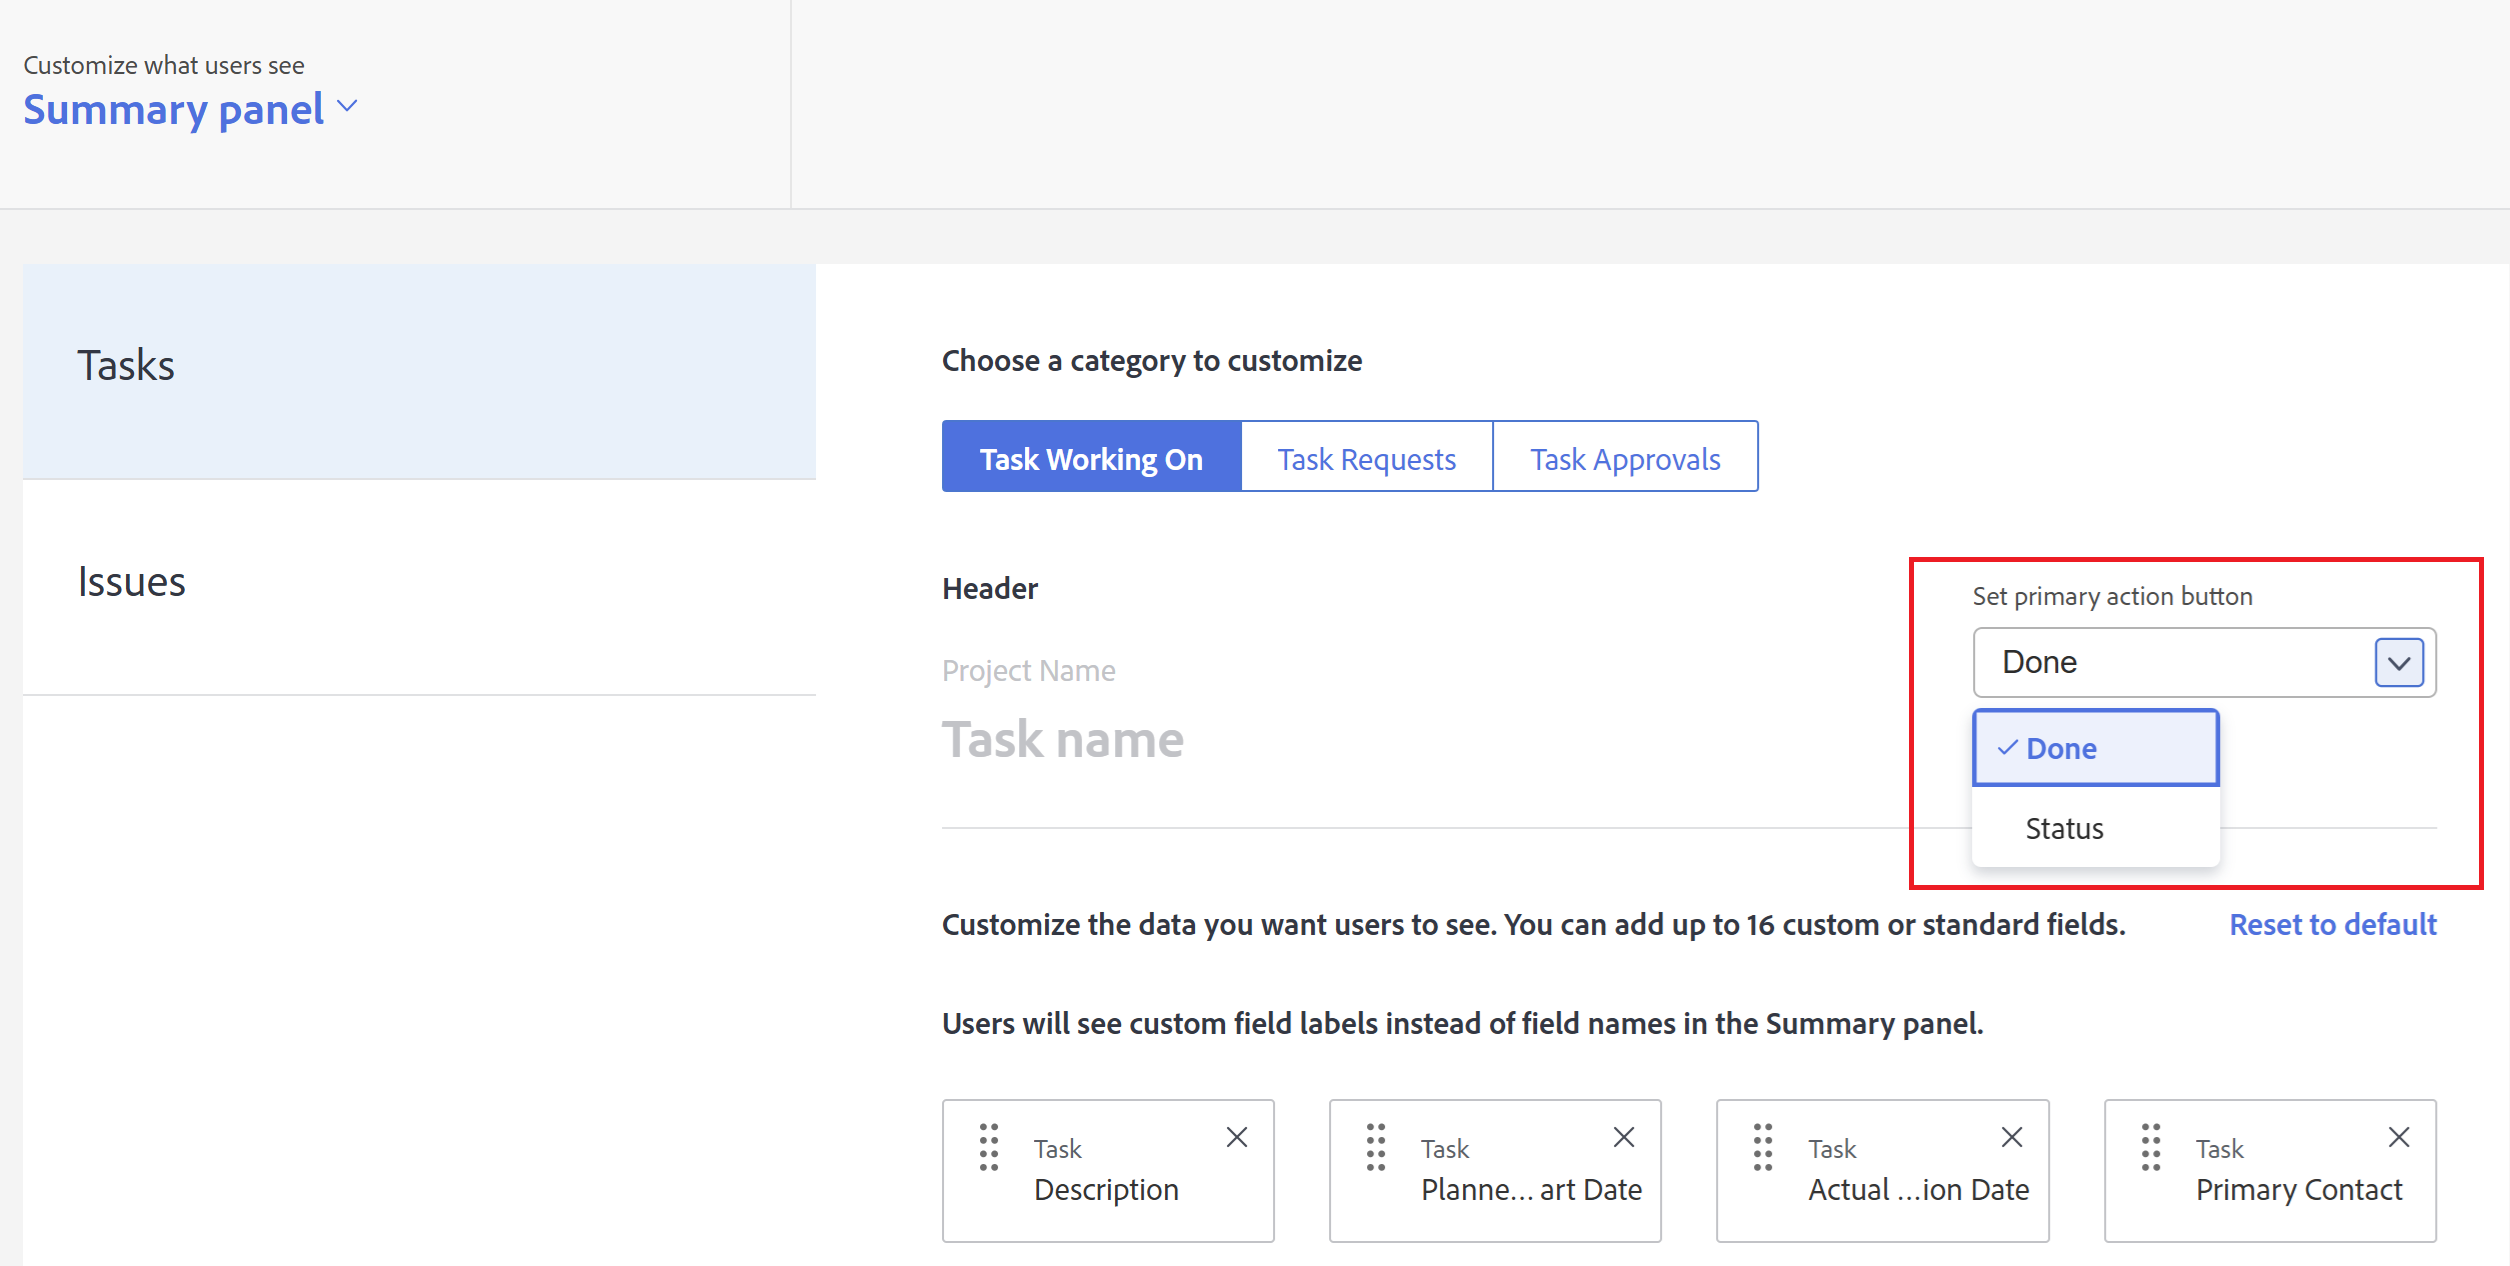 Customize what users see
Summary panel
Tasks
Issues
Choose a category to customize
Task Working On
Task Requests
Task Approvals
Header
Project Name
Task name
Set primary action button
Done
Done
Status
Customize the data you want users to see. You can add up to 16 custom or standard fields.
Reset to default
Users will see custom field labels instead of field names in the Summary panel.
Task
Description
Task
Planne... art Date
Task
Actual ...ion Date
Task
Primary Contact